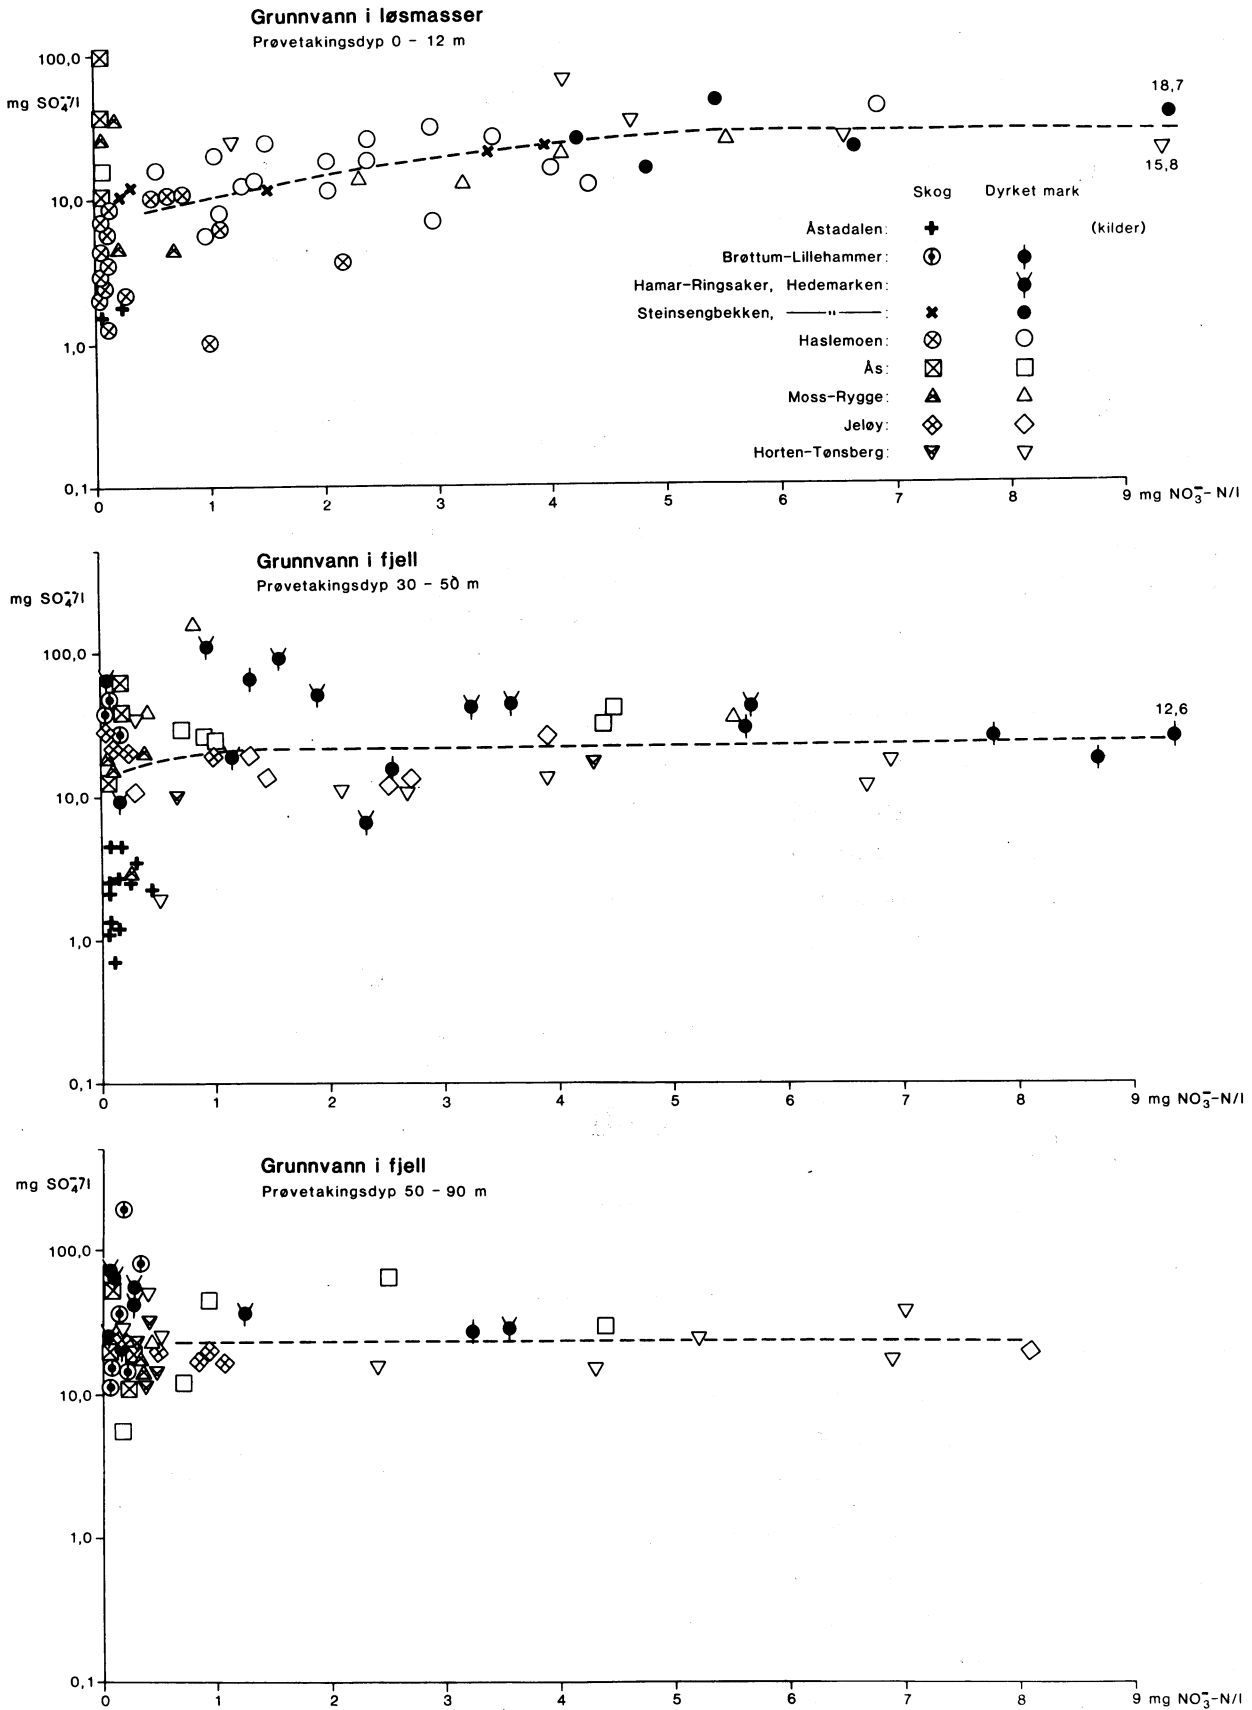 Grunnvann i løsmasser
Prøvetakingsdyp 0 - 12 m
100,0
mg SO₄⁻⁻/l
10,0
1,0
0,1
18,7
15,8
Skog Dyrket mark
Åstadalen: (kilder)
Brøttum-Lillehammer:
Hamar-Ringsaker, Hedemarken:
Steinsengbekken, —— " ——:
Haslemoen:
Ås:
Moss-Rygge:
Jeløy:
Horten-Tønsberg:
0 1 2 3 4 5 6 7 8 9 mg NO₃⁻-N/l
Grunnvann i fjell
Prøvetakingsdyp 30 - 50 m
mg SO₄⁻⁻/l
100,0
10,0
1,0
0,1
12,6
0 1 2 3 4 5 6 7 8 9 mg NO₃⁻-N/l
Grunnvann i fjell
Prøvetakingsdyp 50 - 90 m
mg SO₄⁻⁻/l
100,0
10,0
1,0
0,1
0 1 2 3 4 5 6 7 8 9 mg NO₃⁻-N/l